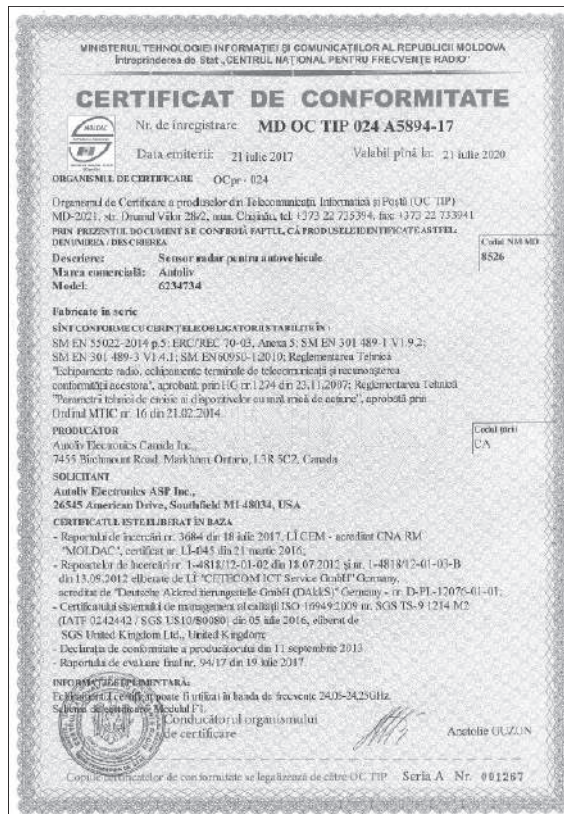 MINISTERUL TEHNOLOGIEI INFORMAȚIEI ȘI COMUNICAȚIILOR AL REPUBLICII MOLDOVA
Întreprinderea de Stat „CENTRUL NAȚIONAL PENTRU FRECVENȚE RADIO"
CERTIFICAT DE CONFORMITATE
MOLDAC
Nr. de înregistrare MD OC TIP 024 A5894-17
Data emiterii: 21 iulie 2017 Valabil pînă la: 21 iulie 2020
ORGANISMUL DE CERTIFICARE OCpr - 024
Organismul de Certificare a produselor din Telecomunicații, Informatică și Poștă (OC TIP)
MD-2021, str. Drumul Viilor 28/2, mun. Chișinău, tel. +373 22 735394, fax: +373 22 733941
PRIN PREZENTUL DOCUMENT SE CONFIRMĂ FAPTUL, CĂ PRODUSELE IDENTIFICATE ASTFEL:
DENUMIREA / DESCRIEREA
Codul NM MD
8526
Descriere: Sensor radar pentru autovehicule
Marca comercială: Autoliv
Model: 6234734
Fabricate în serie
SÎNT CONFORME CU CERINȚELE OBLIGATORII STABILITE ÎN:
SM EN 55022-2014 p.5; ERC/REC 70-03, Anexa 5; SM EN 301 489-1 V1.9.2;
SM EN 301 489-3 V1.4.1; SM EN60950-1:2010; Reglementarea Tehnică
"Echipamente radio, echipamente terminale de telecomunicații și recunoașterea
conformității acestora", aprobată prin HG nr.1274 din 23.11.2007; Reglementarea Tehnică
"Parametrii tehnici de emisie ai dispozitivelor cu rază mică de acțiune", aprobată prin
Ordinul MTIC nr. 16 din 21.02.2014.
PRODUCĂTOR
Codul țării
CA
Autoliv Electronics Canada Inc.,
7455 Birchmount Road, Markham, Ontario, L3R 5C2, Canada
SOLICITANT
Autoliv Electronics ASP Inc.,
26545 American Drive, Southfield MI 48034, USA
CERTIFICATUL ESTE ELIBERAT ÎN BAZA
- Raportului de încercări nr. 3684 din 18 iulie 2017, LÎ CEM - acreditat CNA RM
"MOLDAC", certificat nr. LÎ-045 din 21 martie 2016;
- Rapoartelor de încercări nr. 1-4818/12-01-02 din 18.07.2012 și nr. 1-4818/12-01-03-B
din 13.09.2012 eliberate de LÎ "CETECOM ICT Service GmbH" Germany,
acreditat de "Deutsche Akkreditierungstelle GmbH (DAkkS)" Germany - nr. D-PL-12076-01-01;
- Certificatului sistemului de management al calității ISO 16949:2009 nr. SGS TS-9 1214 M2
(IATF 0242442 / SGS US10/80080) din 05 iulie 2016, eliberat de
SGS United Kingdom Ltd., United Kingdom;
- Declarația de conformitate a producătorului din 11 septembrie 2013
- Raportului de evaluare final nr. 94/17 din 19 iulie 2017.
INFORMAȚIE SUPLIMENTARĂ:
Echipamentul certificat poate fi utilizat în banda de frecvențe 24,05-24,25GHz.
Schema de certificare: Modulul F1.
Conducătorul organismului
de certificare
Anatolie GUZUN
Copiile certificatelor de conformitate se legalizează de către OC TIP Seria A Nr. 001267